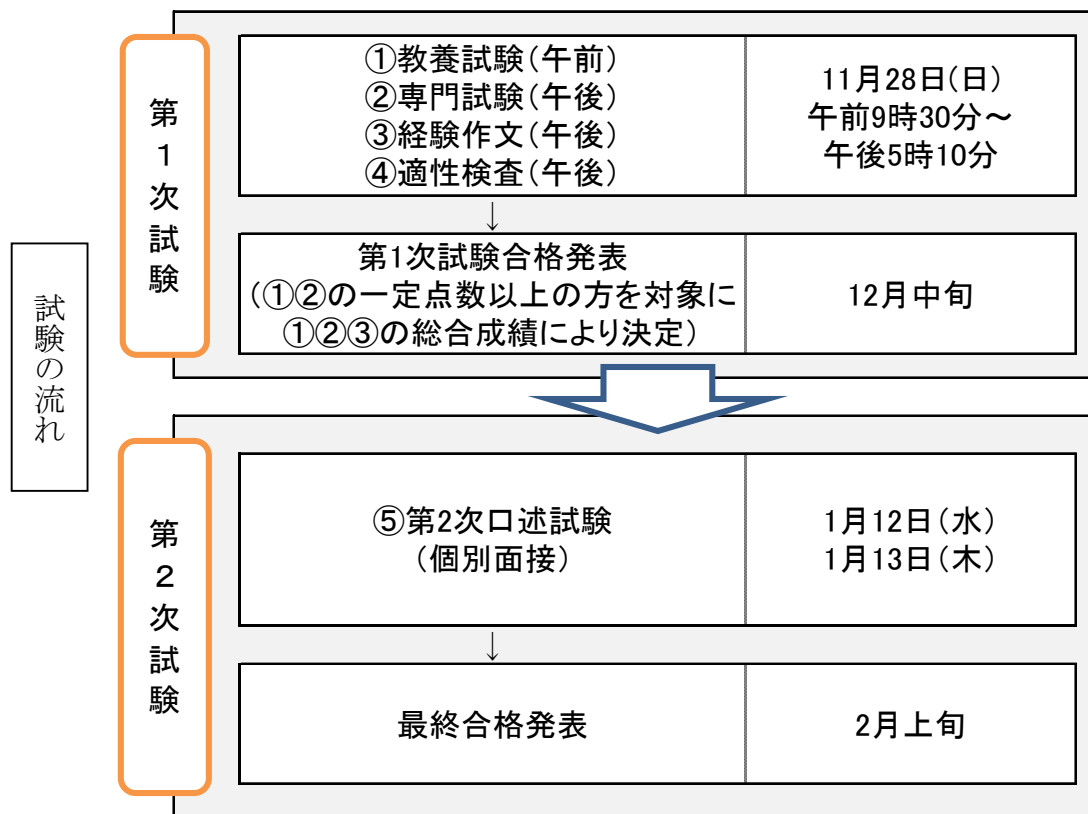 試験の流れ
第1次試験
①教養試験(午前)
②専門試験(午後)
③経験作文(午後)
④適性検査(午後)
11月28日(日)
午前9時30分～
午後5時10分
↓
第1次試験合格発表
(①②の一定点数以上の方を対象に
①②③の総合成績により決定)
12月中旬
第2次試験
⑤第2次口述試験
(個別面接)
1月12日(水)
1月13日(木)
↓
最終合格発表
2月上旬